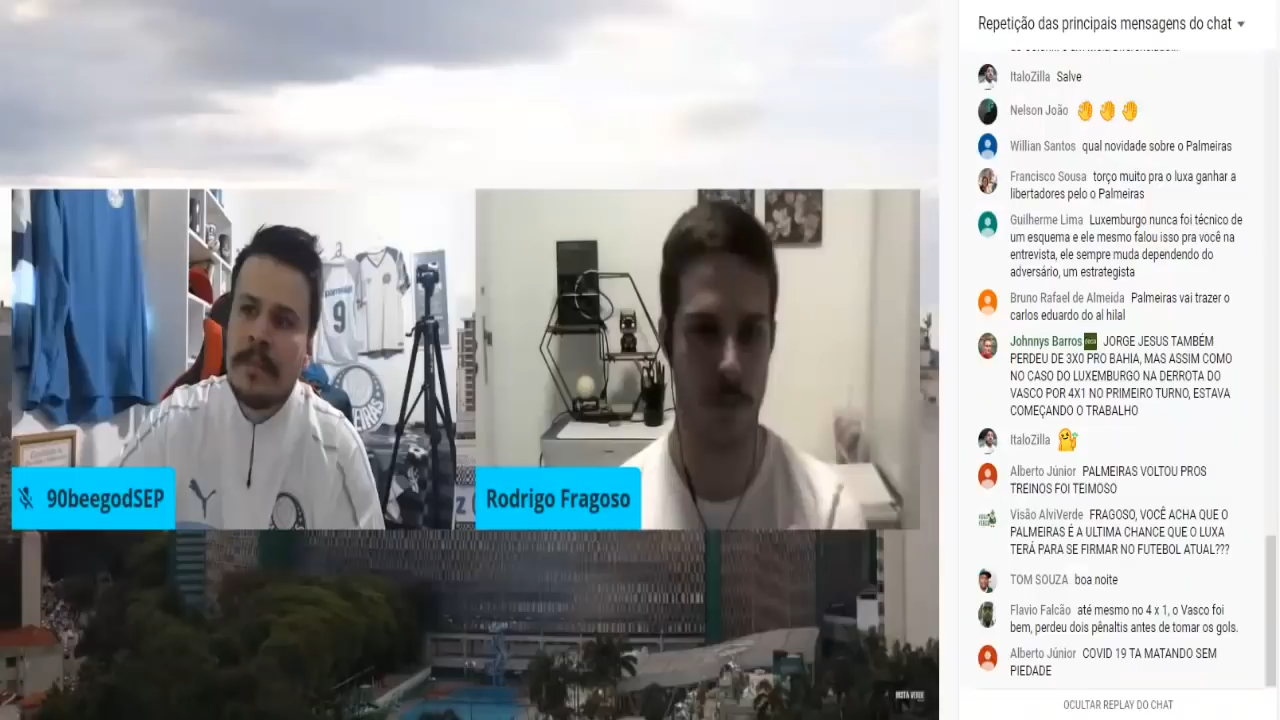 Repetição das principais mensagens do chat
ItaloZilla Salve
Nelson João
Willian Santos qual novidade sobre o Palmeiras
Francisco Sousa torço muito pra o luxa ganhar a
libertadores pelo o Palmeiras
Guilherme Lima Luxemburgo nunca foi técnico de
um esquema e ele mesmo falou isso pra você na
entrevista, ele sempre muda dependendo do
adversário, um estrategista
Bruno Rafael de Almeida Palmeiras vai trazer o
carlos eduardo do al hilal
Johnnys Barros JORGE JESUS TAMBÉM
PERDEU DE 3X0 PRO BAHIA, MAS ASSIM COMO
NO CASO DO LUXEMBURGO NA DERROTA DO
VASCO POR 4X1 NO PRIMEIRO TURNO, ESTAVA
COMEÇANDO O TRABALHO
ItaloZilla
Alberto Júnior PALMEIRAS VOLTOU PROS
TREINOS FOI TEIMOSO
Visão AlviVerde FRAGOSO, VOCÊ ACHA QUE O
PALMEIRAS É A ULTIMA CHANCE QUE O LUXA
TERÁ PARA SE FIRMAR NO FUTEBOL ATUAL???
TOM SOUZA boa noite
Flavio Falcão até mesmo no 4 x 1, o Vasco foi
bem, perdeu dois pênaltis antes de tomar os gols.
Alberto Júnior COVID 19 TA MATANDO SEM
PIEDADE
OCULTAR REPLAY DO CHAT
9
90beegodSEP
Rodrigo Fragoso